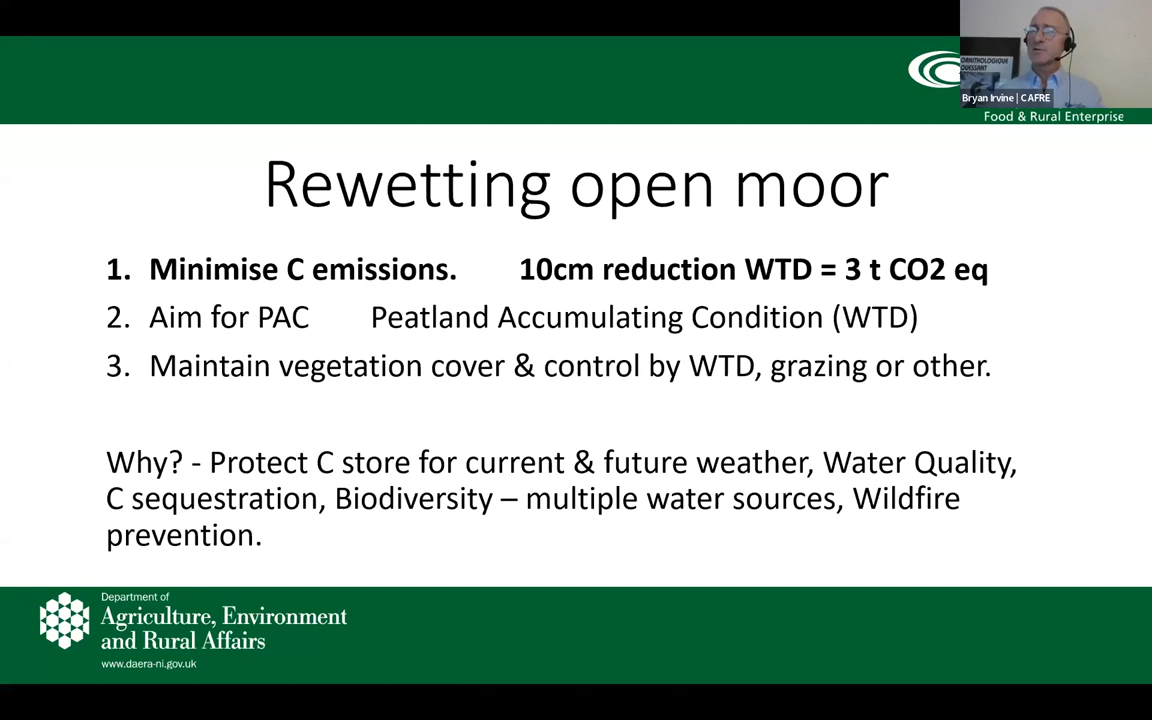 ORNITHOLOGIQUE
OUESSANT
Bryan Irvine | CAFRE
Food & Rural Enterprise
Rewetting open moor
1. Minimise C emissions. 10cm reduction WTD = 3 t CO2 eq
2. Aim for PAC Peatland Accumulating Condition (WTD)
3. Maintain vegetation cover & control by WTD, grazing or other.
Why? - Protect C store for current & future weather, Water Quality,
C sequestration, Biodiversity – multiple water sources, Wildfire
prevention.
Department of
Agriculture, Environment
and Rural Affairs
www.daera-ni.gov.uk